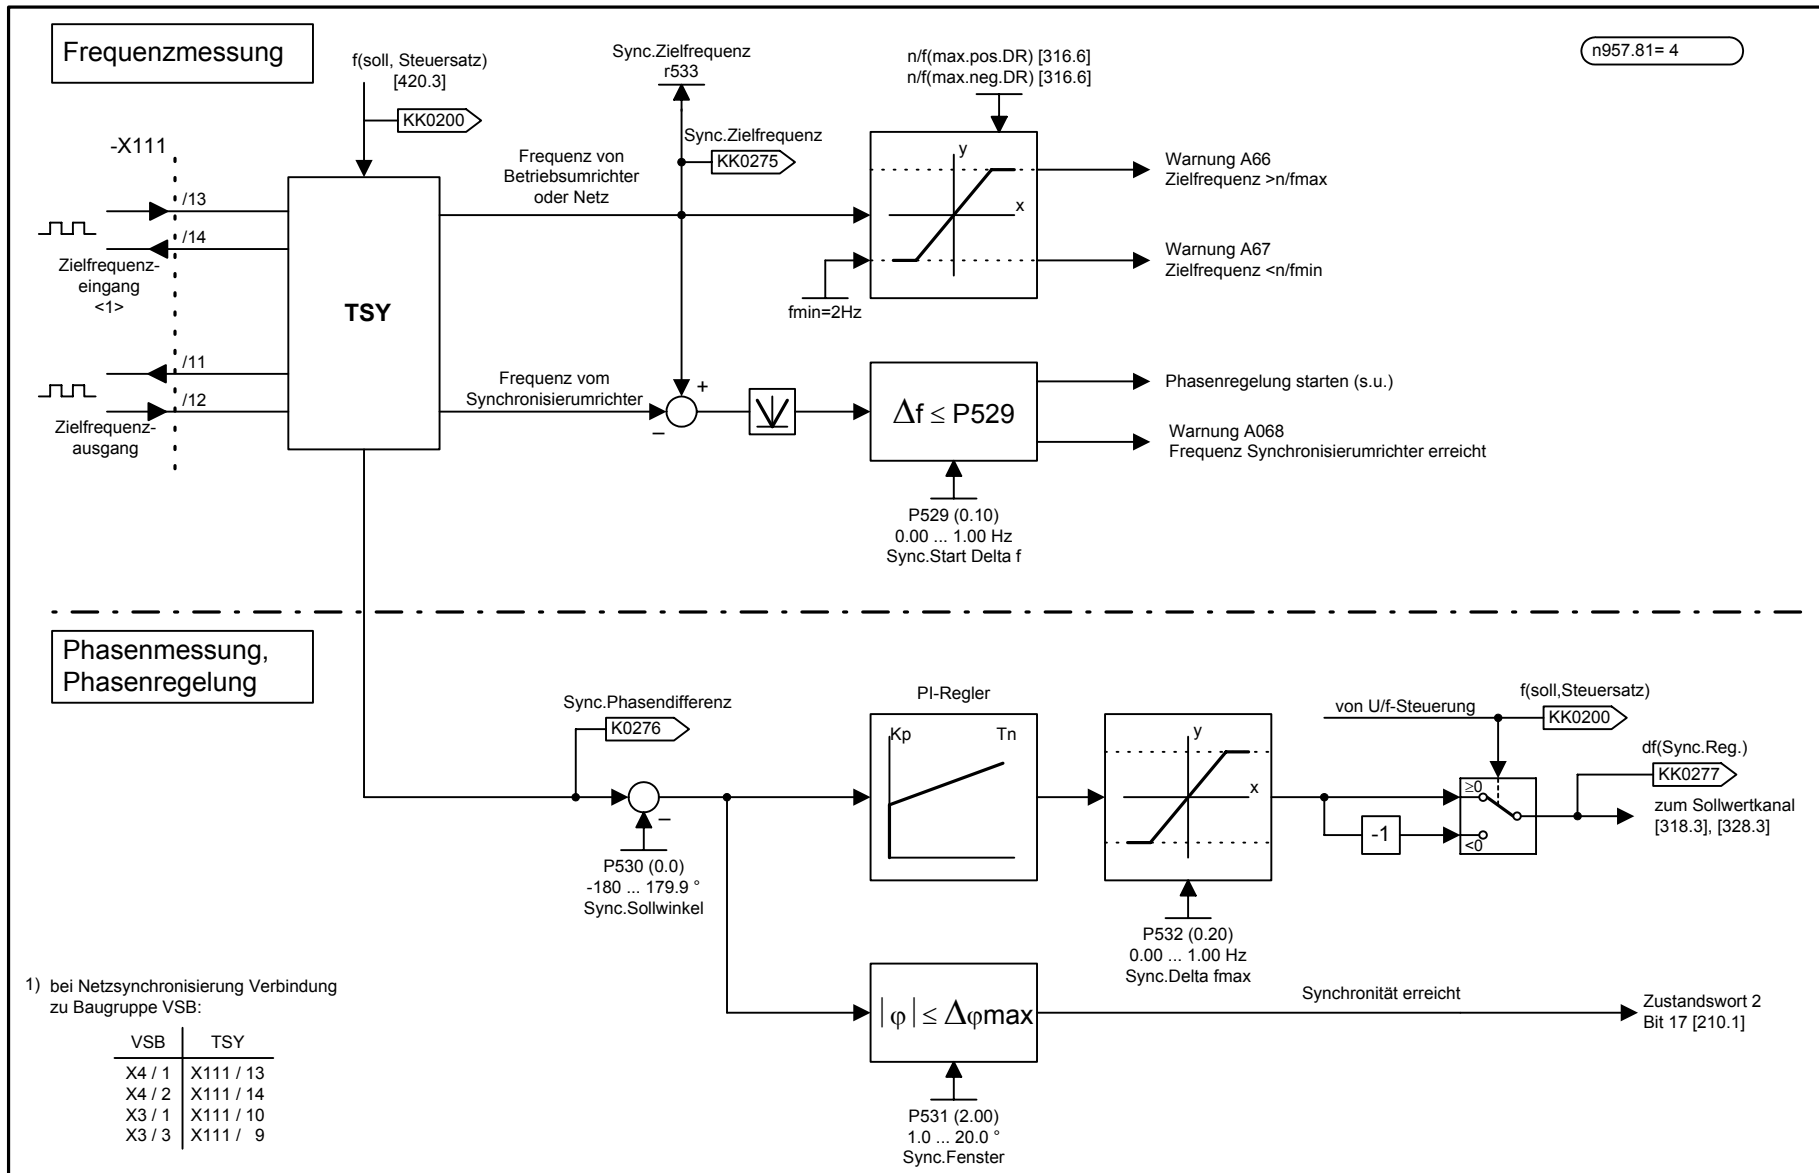 Frequenzmessung
f(soll, Steuersatz)
[420.3]
KK0200
Sync.Zielfrequenz
r533
Sync.Zielfrequenz
KK0275
n/f(max.pos.DR) [316.6]
n/f(max.neg.DR) [316.6]
n957.81= 4
-X111
/13
/14
Zielfrequenz-
eingang
<1>
/11
/12
Zielfrequenz-
ausgang
TSY
Frequenz von
Betriebsumrichter
oder Netz
Frequenz vom
Synchronisierumrichter
+
–
y
x
fmin=2Hz
Warnung A66
Zielfrequenz >n/fmax
Warnung A67
Zielfrequenz <n/fmin
Δf ≤ P529
Phasenregelung starten (s.u.)
Warnung A068
Frequenz Synchronisierumrichter erreicht
P529 (0.10)
0.00 ... 1.00 Hz
Sync.Start Delta f
Phasenmessung,
Phasenregelung
Sync.Phasendifferenz
K0276
–
P530 (0.0)
-180 ... 179.9 °
Sync.Sollwinkel
PI-Regler
Kp Tn
y
x
P532 (0.20)
0.00 ... 1.00 Hz
Sync.Delta fmax
von U/f-Steuerung
f(soll,Steuersatz)
KK0200
df(Sync.Reg.)
KK0277
≥0
<0
-1
zum Sollwertkanal
[318.3], [328.3]
|φ| ≤ Δφmax
Synchronität erreicht
Zustandswort 2
Bit 17 [210.1]
P531 (2.00)
1.0 ... 20.0 °
Sync.Fenster
1) bei Netzsynchronisierung Verbindung
zu Baugruppe VSB:
VSB TSY
X4 / 1 X111 / 13
X4 / 2 X111 / 14
X3 / 1 X111 / 10
X3 / 3 X111 / 9